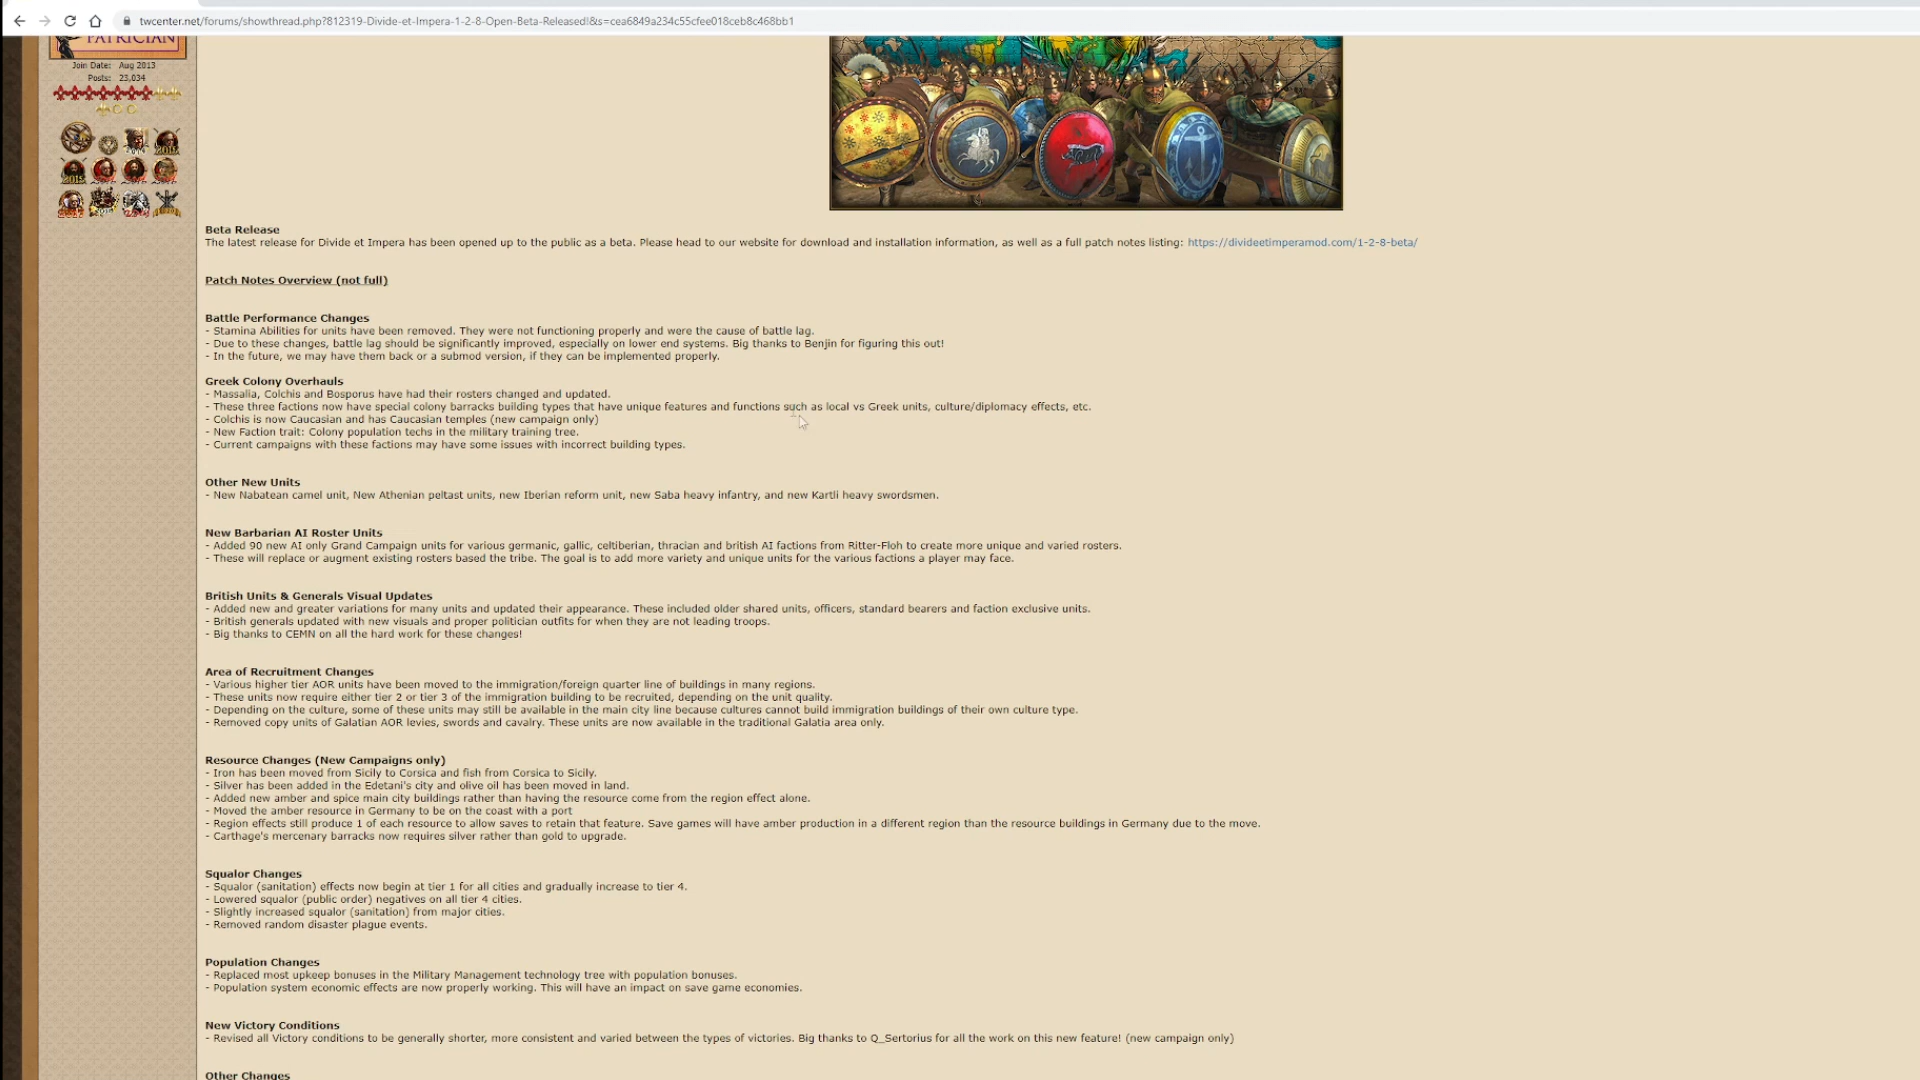 twcenter.net/forums/showthread.php?812319-Divide-et-Impera-1-2-8-Open-Beta-Released!&s=cea6849a234c55cfee018ceb8c468bb1
PATRICIAN
Join Date: Aug 2013
Posts: 23,034
Beta Release
The latest release for Divide et Impera has been opened up to the public as a beta. Please head to our website for download and installation information, as well as a full patch notes listing: https://divideetimperamod.com/1-2-8-beta/
Patch Notes Overview (not full)
Battle Performance Changes
- Stamina Abilities for units have been removed. They were not functioning properly and were the cause of battle lag.
- Due to these changes, battle lag should be significantly improved, especially on lower end systems. Big thanks to Benjin for figuring this out!
- In the future, we may have them back or a submod version, if they can be implemented properly.
Greek Colony Overhauls
- Massalia, Colchis and Bosporus have had their rosters changed and updated.
- These three factions now have special colony barracks building types that have unique features and functions such as local vs Greek units, culture/diplomacy effects, etc.
- Colchis is now Caucasian and has Caucasian temples (new campaign only)
- New Faction trait: Colony population techs in the military training tree.
- Current campaigns with these factions may have some issues with incorrect building types.
Other New Units
- New Nabatean camel unit, New Athenian peltast units, new Iberian reform unit, new Saba heavy infantry, and new Kartli heavy swordsmen.
New Barbarian AI Roster Units
- Added 90 new AI only Grand Campaign units for various germanic, gallic, celtiberian, thracian and british AI factions from Ritter-Floh to create more unique and varied rosters.
- These will replace or augment existing rosters based the tribe. The goal is to add more variety and unique units for the various factions a player may face.
British Units & Generals Visual Updates
- Added new and greater variations for many units and updated their appearance. These included older shared units, officers, standard bearers and faction exclusive units.
- British generals updated with new visuals and proper politician outfits for when they are not leading troops.
- Big thanks to CEMN on all the hard work for these changes!
Area of Recruitment Changes
- Various higher tier AOR units have been moved to the immigration/foreign quarter line of buildings in many regions.
- These units now require either tier 2 or tier 3 of the immigration building to be recruited, depending on the unit quality.
- Depending on the culture, some of these units may still be available in the main city line because cultures cannot build immigration buildings of their own culture type.
- Removed copy units of Galatian AOR levies, swords and cavalry. These units are now available in the traditional Galatia area only.
Resource Changes (New Campaigns only)
- Iron has been moved from Sicily to Corsica and fish from Corsica to Sicily.
- Silver has been added in the Edetani's city and olive oil has been moved in land.
- Added new amber and spice main city buildings rather than having the resource come from the region effect alone.
- Moved the amber resource in Germany to be on the coast with a port
- Region effects still produce 1 of each resource to allow saves to retain that feature. Save games will have amber production in a different region than the resource buildings in Germany due to the move.
- Carthage's mercenary barracks now requires silver rather than gold to upgrade.
Squalor Changes
- Squalor (sanitation) effects now begin at tier 1 for all cities and gradually increase to tier 4.
- Lowered squalor (public order) negatives on all tier 4 cities.
- Slightly increased squalor (sanitation) from major cities.
- Removed random disaster plague events.
Population Changes
- Replaced most upkeep bonuses in the Military Management technology tree with population bonuses.
- Population system economic effects are now properly working. This will have an impact on save game economies.
New Victory Conditions
- Revised all Victory conditions to be generally shorter, more consistent and varied between the types of victories. Big thanks to Q_Sertorius for all the work on this new feature! (new campaign only)
Other Changes